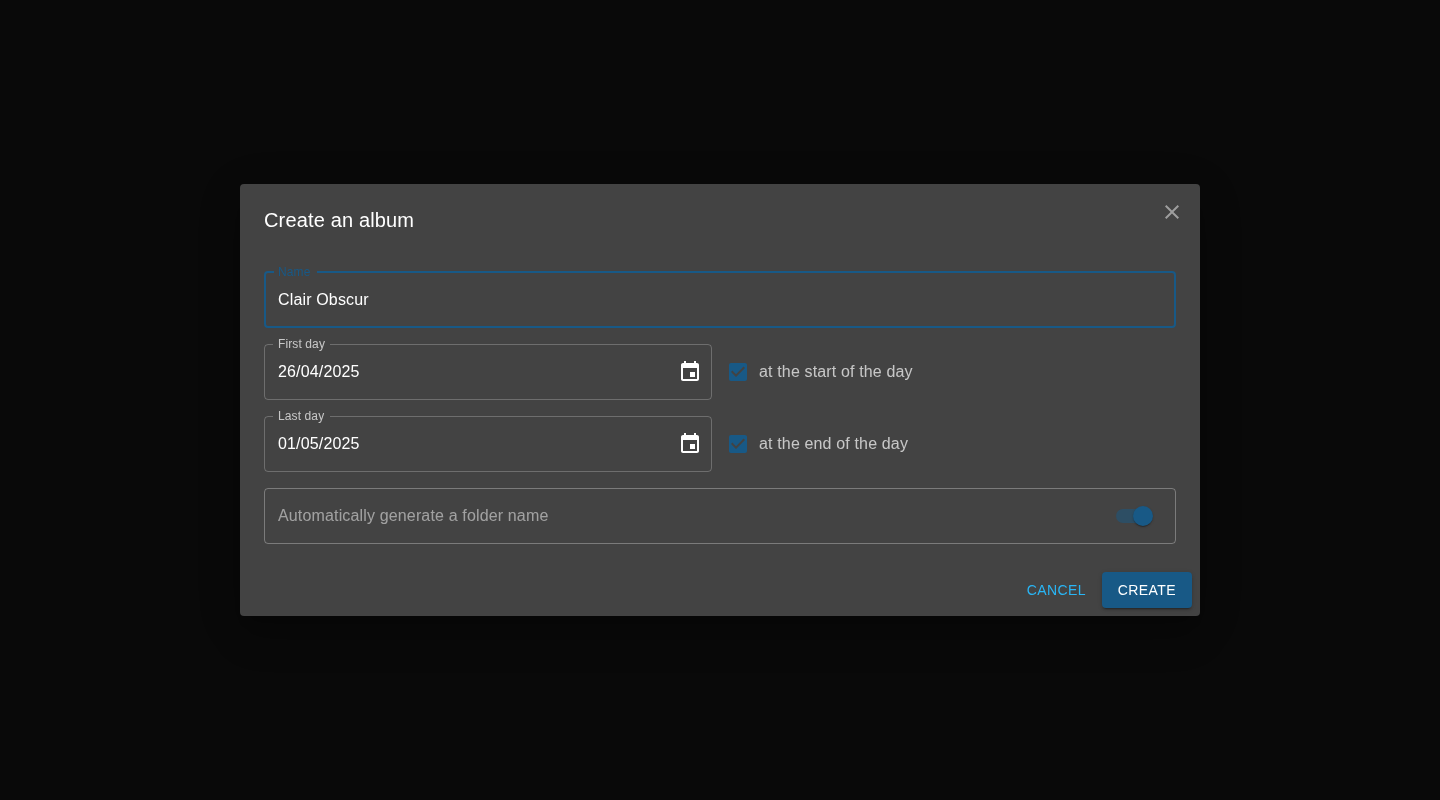 Create an album
Name
Clair Obscur
First day
26/04/2025
at the start of the day
Last day
01/05/2025
at the end of the day
Automatically generate a folder name
CANCEL
CREATE